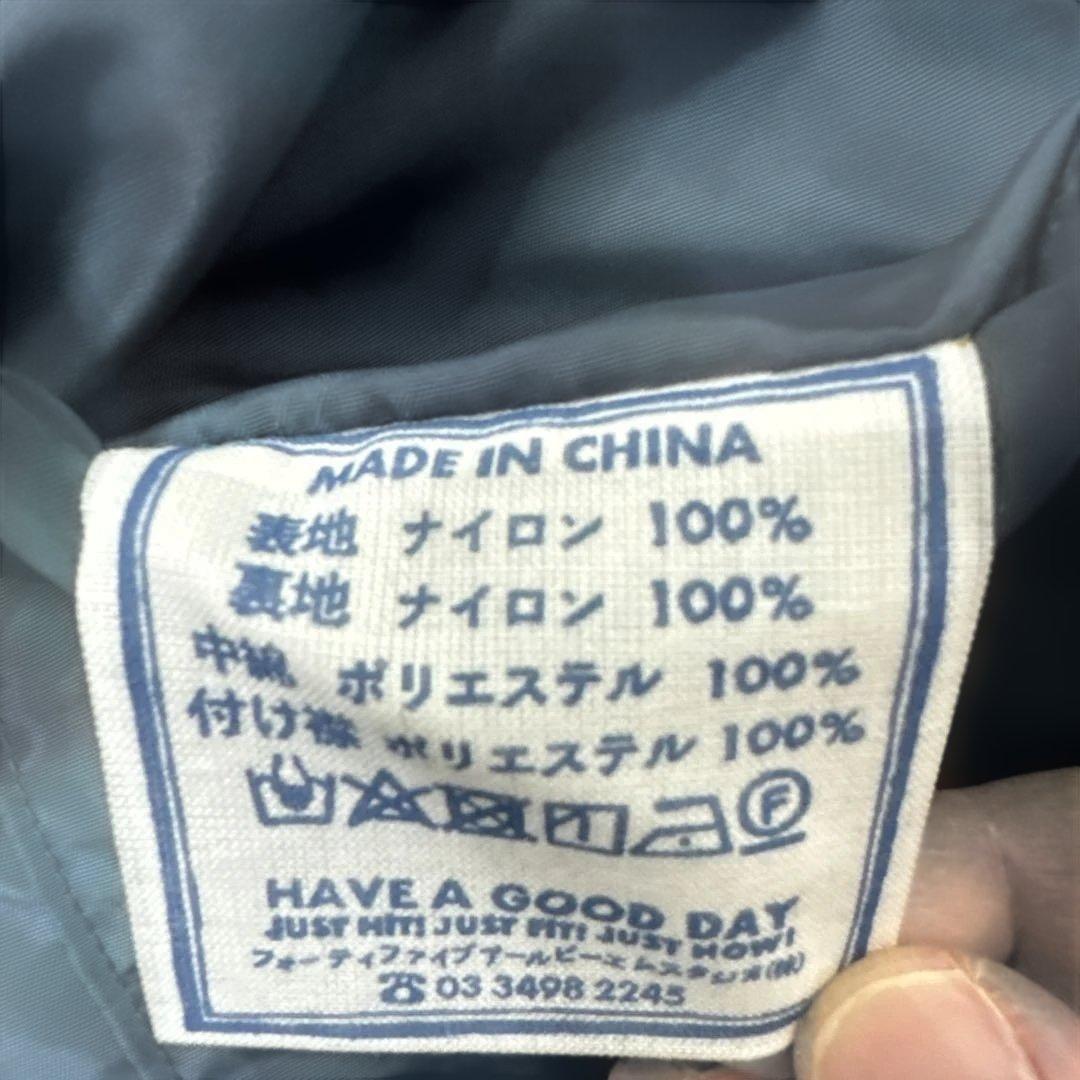 MADE IN CHINA
表地 ナイロン 100%
裏地 ナイロン 100%
中綿 ポリエステル 100%
付け襟 ポリエステル 100%
F
HAVE A GOOD DAY
JUST HIT! JUST FIT! JUST NOW!
フォーティファイブアールピーエムスタジオ(株)
☎03 3498 2245